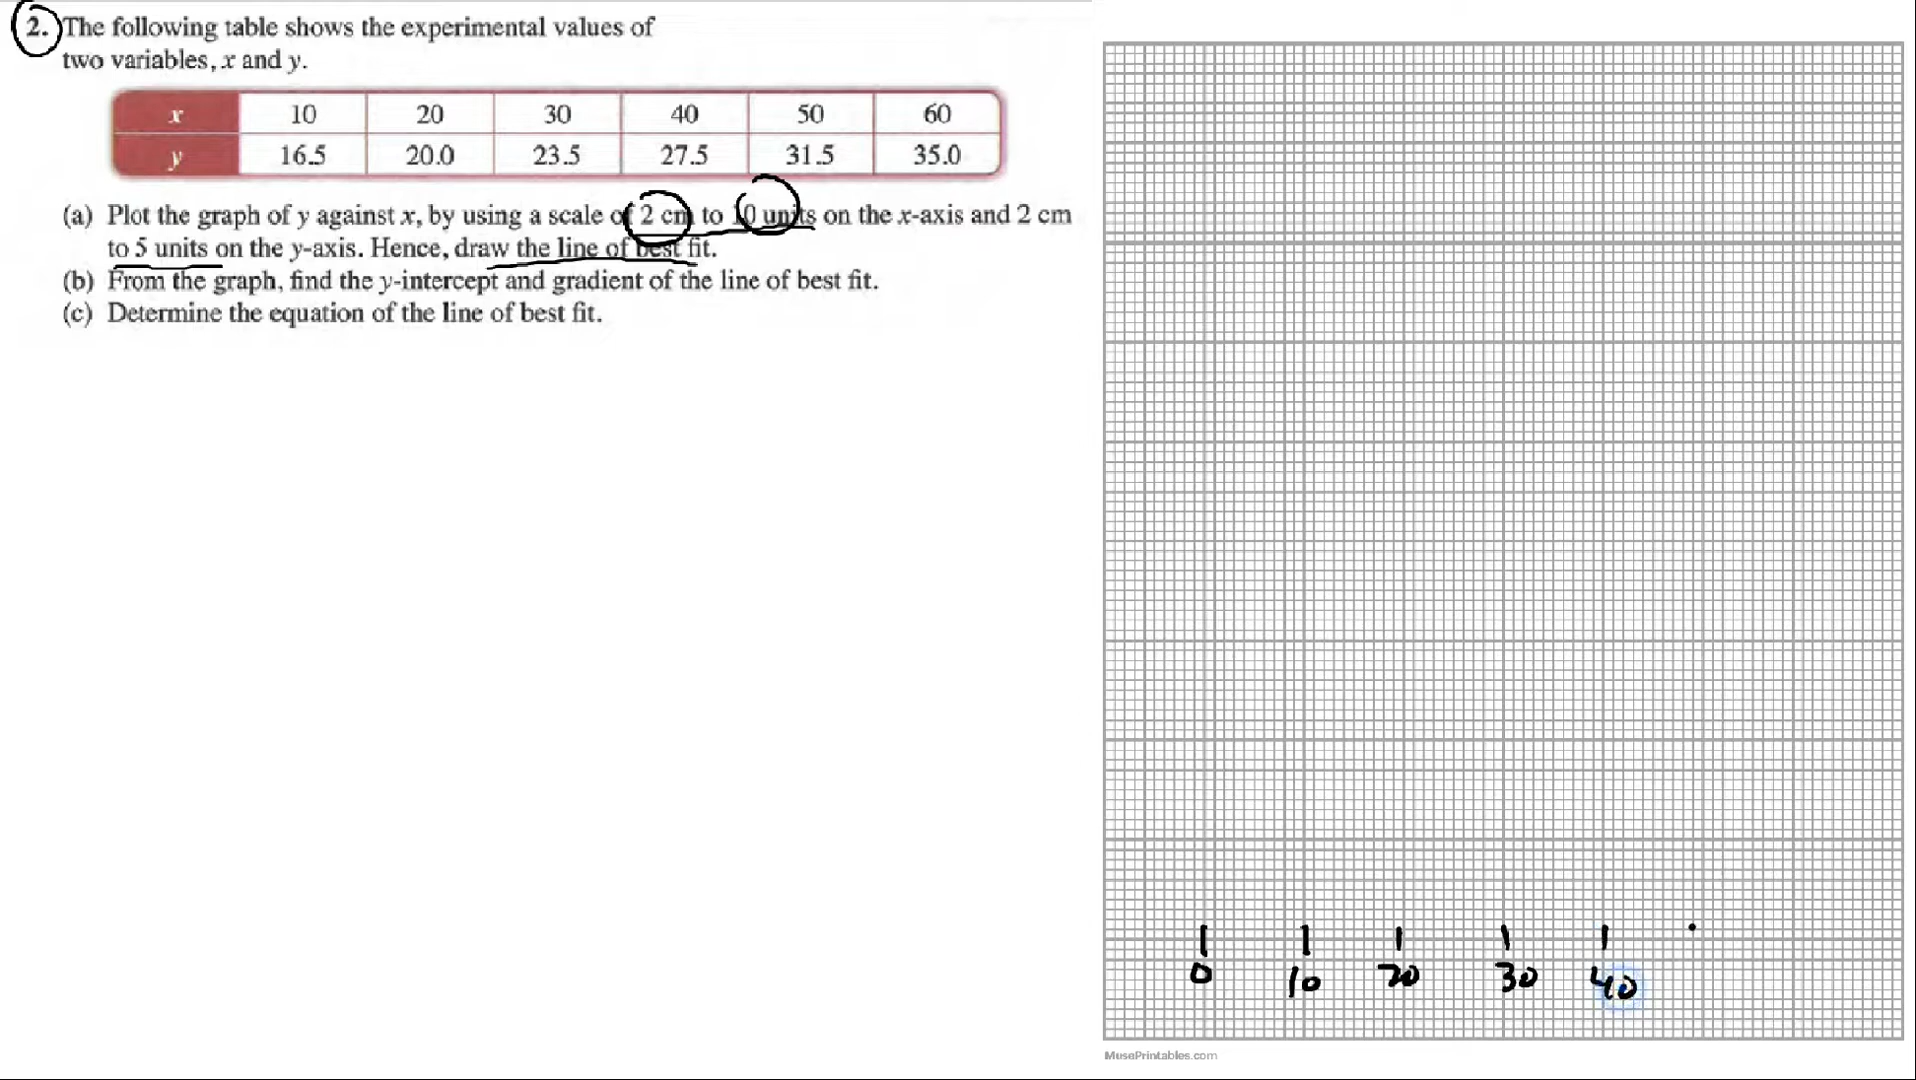 2. The following table shows the experimental values of
two variables, x and y.
x 10 20 30 40 50 60
y 16.5 20.0 23.5 27.5 31.5 35.0
(a) Plot the graph of y against x, by using a scale of 2 cm to 10 units on the x-axis and 2 cm
to 5 units on the y-axis. Hence, draw the line of best fit.
(b) From the graph, find the y-intercept and gradient of the line of best fit.
(c) Determine the equation of the line of best fit.
0 10 20 30 40
MusePrintables.com